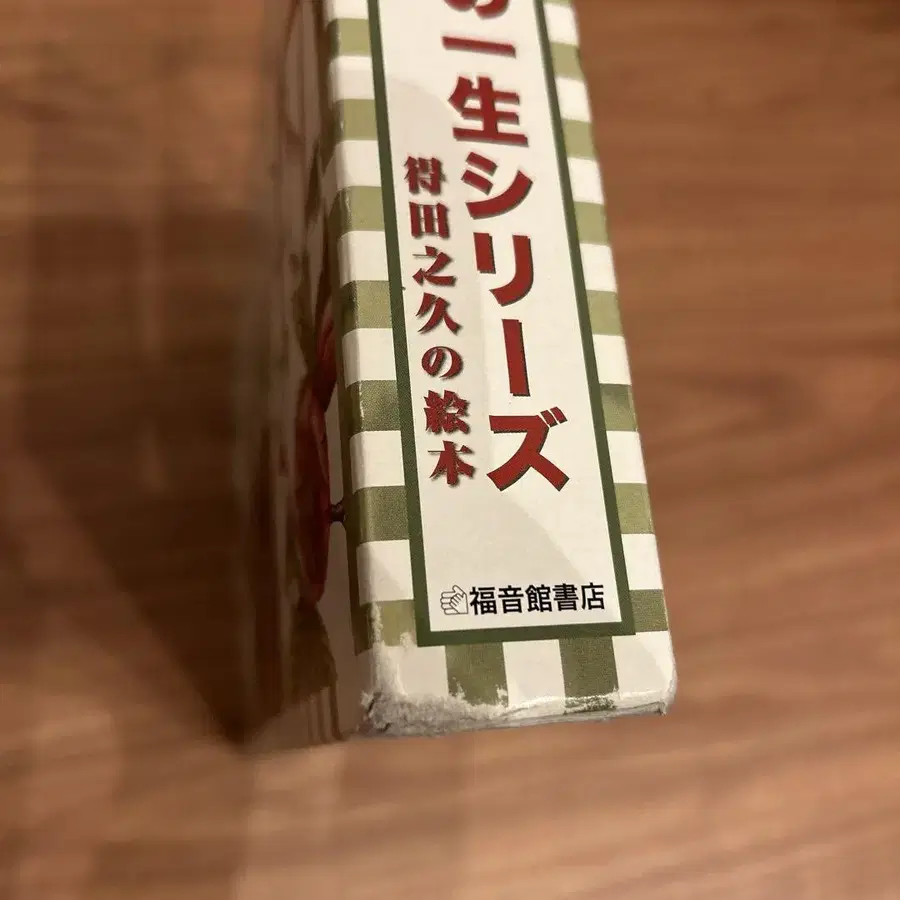 の一生シリーズ
得田之久の絵本
福音館書店